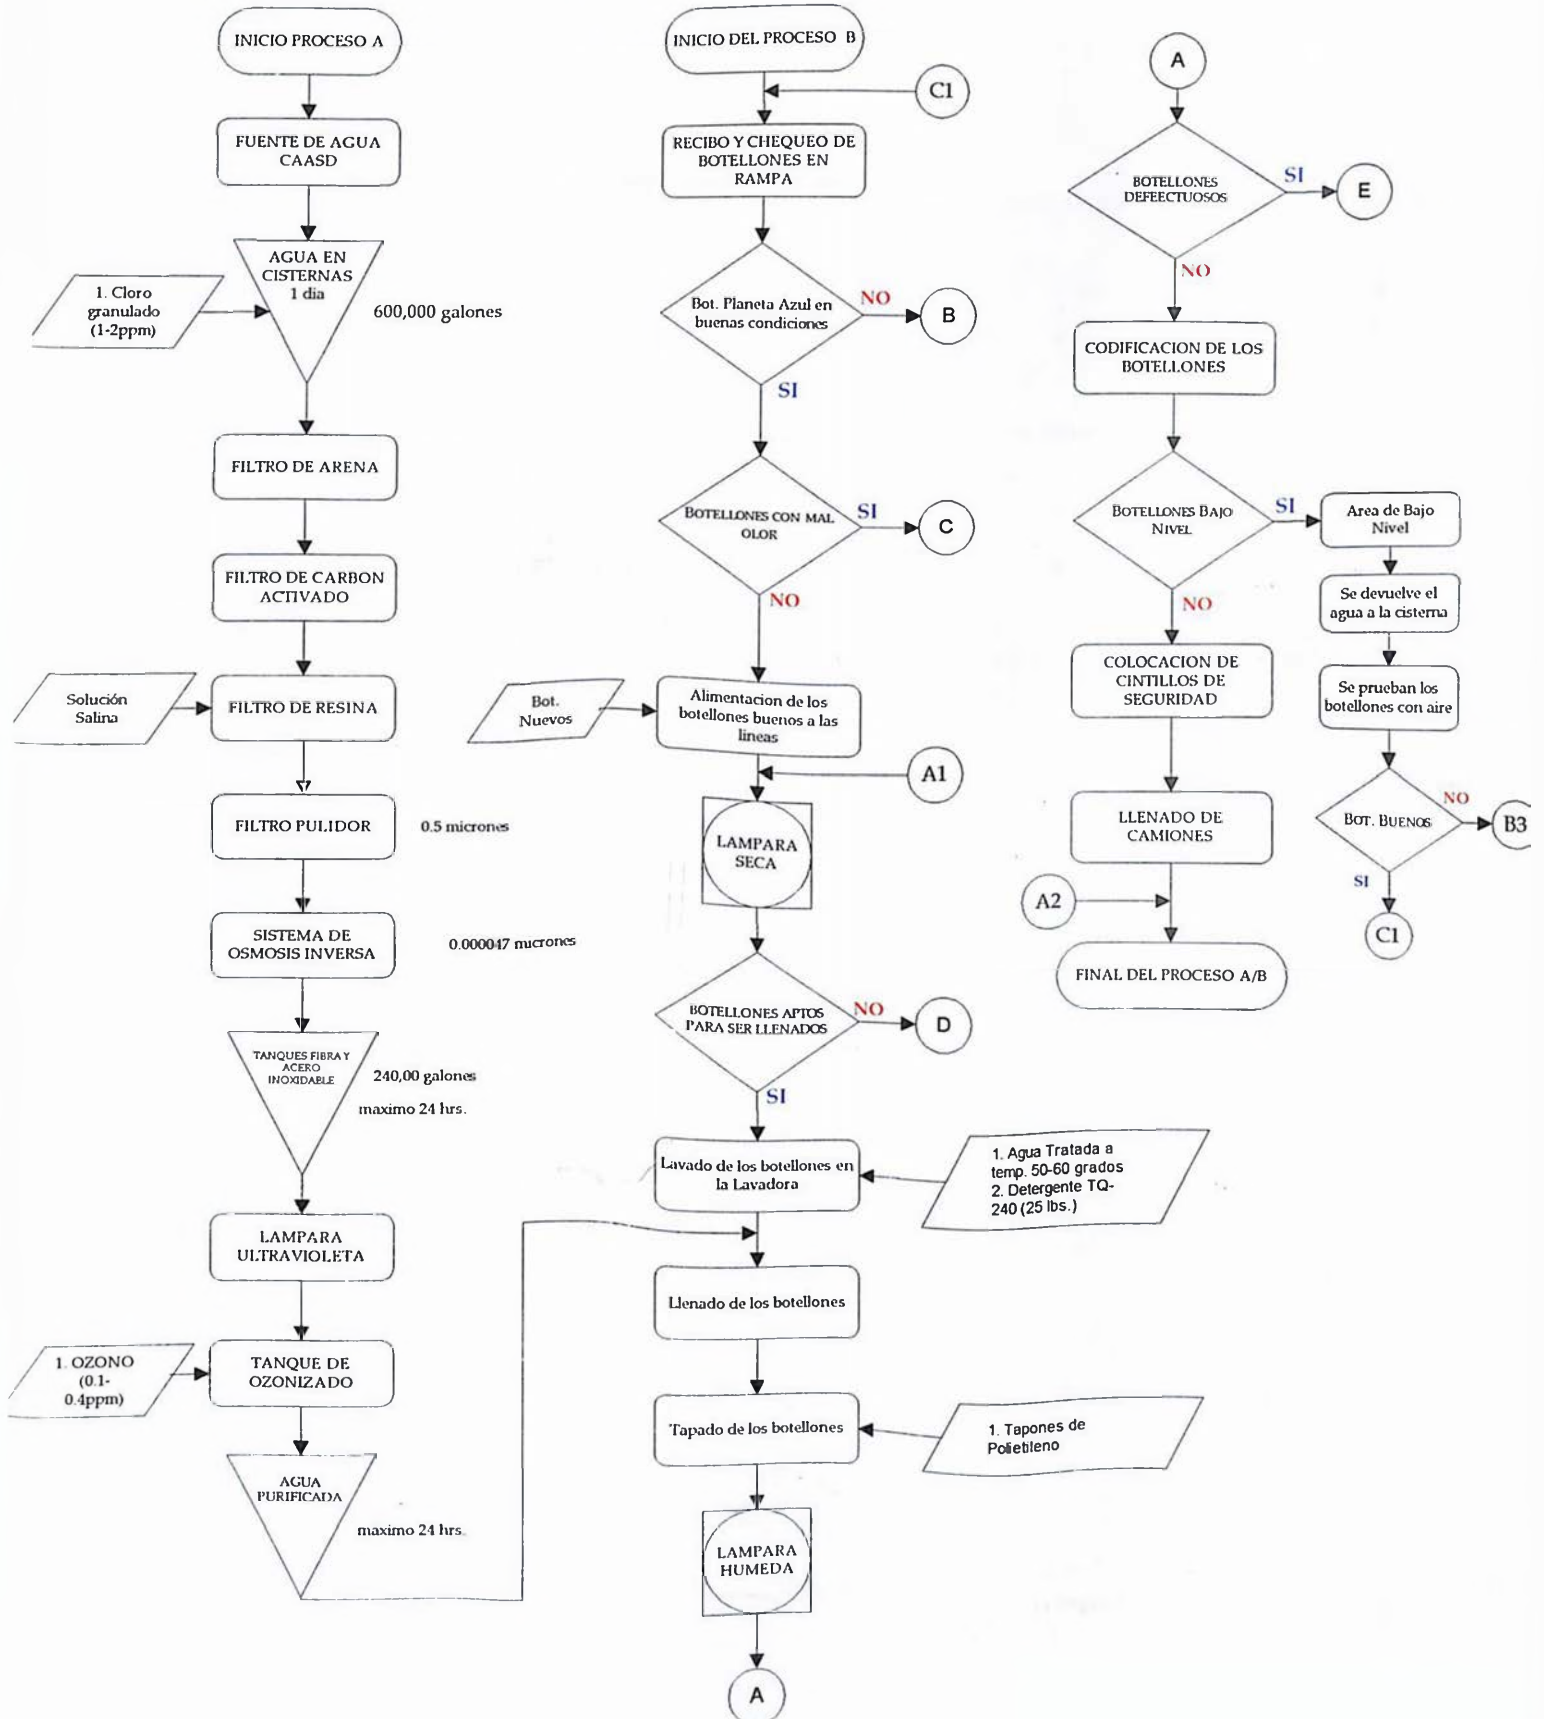 INICIO PROCESO A
FUENTE DE AGUA
CAASD
AGUA EN
CISTERNAS
1 dia
600,000 galones
1. Cloro
granulado
(1-2ppm)
FILTRO DE ARENA
FILTRO DE CARBON
ACTIVADO
Solución
Salina
FILTRO DE RESINA
FILTRO PULIDOR
0.5 micrones
SISTEMA DE
OSMOSIS INVERSA
0.000047 micrones
TANQUES FIBRA Y
ACERO
INOXIDABLE
240,00 galones
maximo 24 hrs.
LAMPARA
ULTRAVIOLETA
1. OZONO
(0.1-
0.4ppm)
TANQUE DE
OZONIZADO
AGUA
PURIFICADA
maximo 24 hrs.
INICIO DEL PROCESO B
C1
RECIBO Y CHEQUEO DE
BOTELLONES EN
RAMPA
Bot. Planeta Azul en
buenas condiciones
NO
B
SI
BOTELLONES CON MAL
OLOR
SI
C
NO
Bot.
Nuevos
Alimentacion de los
botellones buenos a las
lineas
A1
LAMPARA
SECA
BOTELLONES APTOS
PARA SER LLENADOS
NO
D
SI
Lavado de los botellones en
la Lavadora
1. Agua Tratada a
temp. 50-60 grados
2. Detergente TQ-
240 (25 lbs.)
Llenado de los botellones
Tapado de los botellones
1. Tapones de
Polietileno
LAMPARA
HUMEDA
A
A
BOTELLONES
DEFEECTUOSOS
SI
E
NO
CODIFICACION DE LOS
BOTELLONES
BOTELLONES BAJO
NIVEL
SI
Area de Bajo
Nivel
Se devuelve el
agua a la cisterna
Se prueban los
botellones con aire
BOT. BUENOS
NO
B3
SI
C1
NO
COLOCACION DE
CINTILLOS DE
SEGURIDAD
LLENADO DE
CAMIONES
A2
FINAL DEL PROCESO A/B